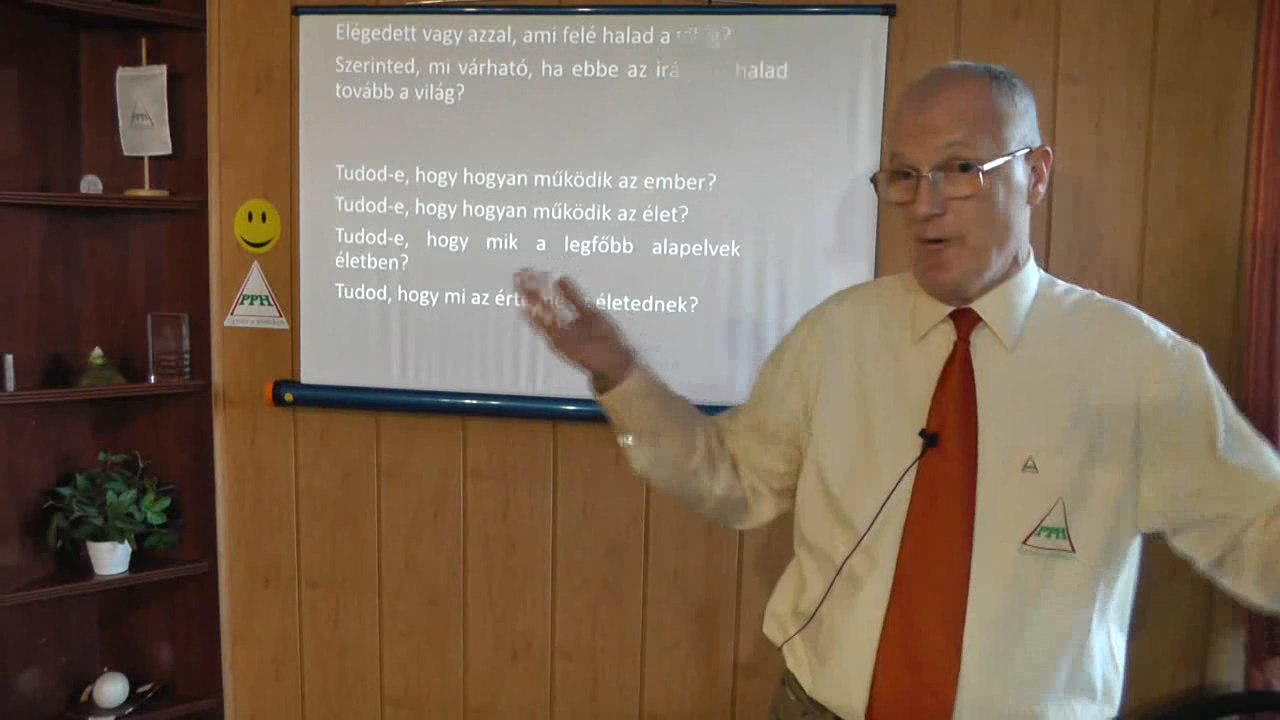 Elégedett vagy azzal, ami felé halad a
Szerinted, mi várható, ha ebbe az halad
tovább a világ?
Tudod-e, hogy hogyan működik az ember?
Tudod-e, hogy hogyan működik az élet?
Tudod-e, hogy mik a legfőbb alapelvek
életben?
Tudod, hogy mi az életednek?
PPH
PPH